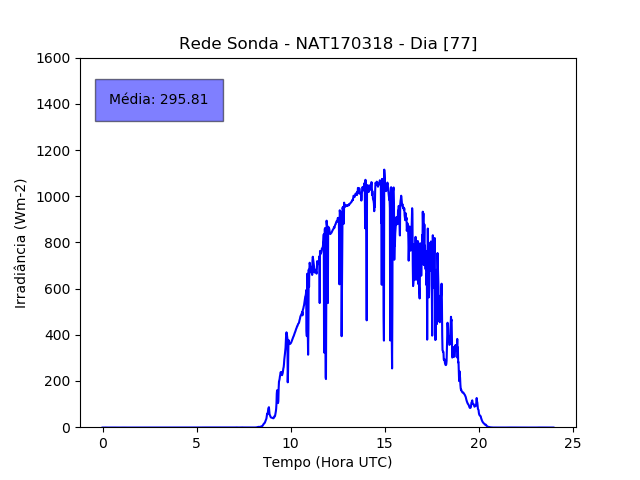 Rede Sonda - NAT170318 - Dia [77]
1600
1400
1200
1000
800
600
400
200
0
Média: 295.81
Irradiância (Wm-2)
0 5 10 15 20 25
Tempo (Hora UTC)